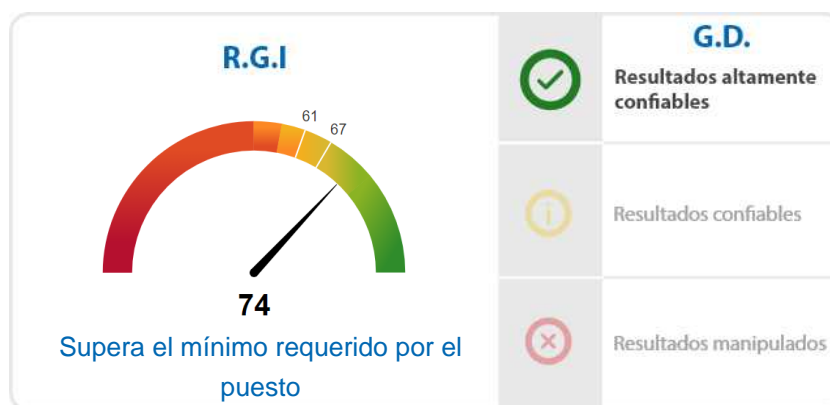 R.G.I
61
67
74
Supera el mínimo requerido por el
puesto
G.D.
Resultados altamente
confiables
Resultados confiables
Resultados manipulados